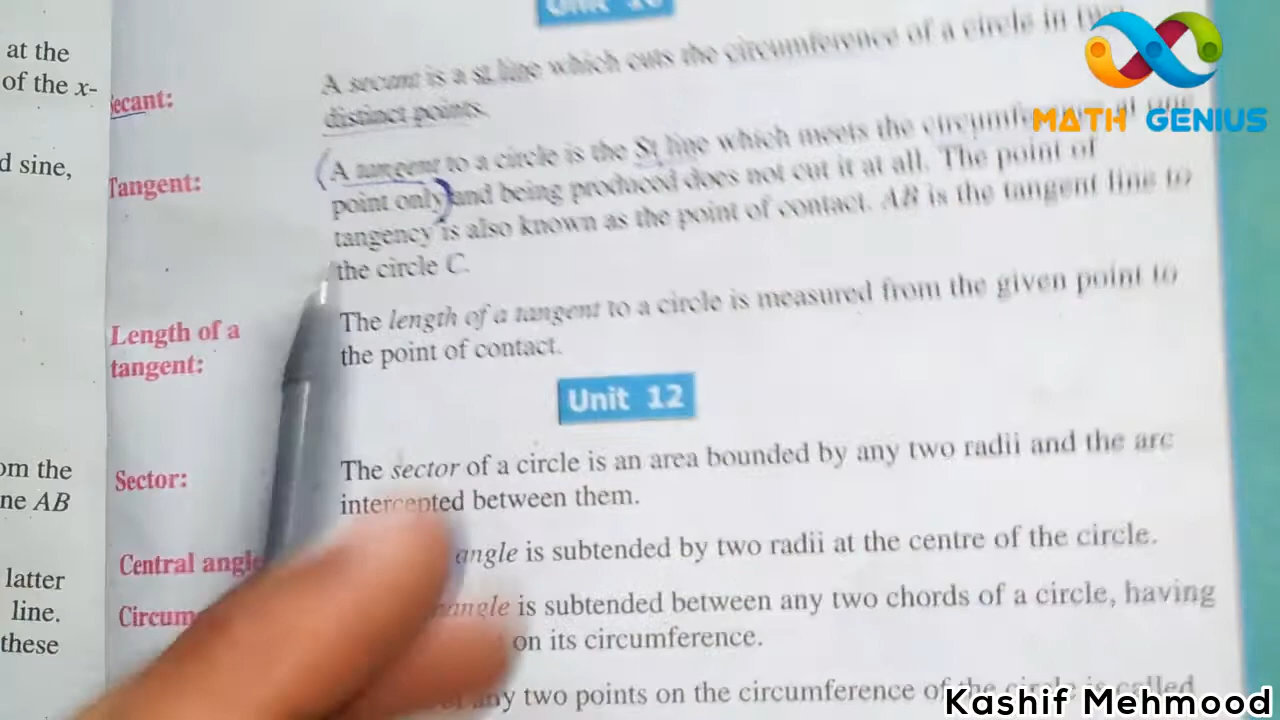 Unit 10
at the
of the x-
d sine,
om the
ne AB
latter
line.
these
ecant:
A secant is a st. line which cuts the circumference of a circle in
distinct points.
Tangent:
(A tangent to a circle is the St line which meets the
point only) and being produced does not cut it at all. The point of
tangency is also known as the point of contact. AB is the tangent line to
the circle C.
Length of a
tangent:
The length of a tangent to a circle is measured from the given point to
the point of contact.
Unit 12
Sector:
The sector of a circle is an area bounded by any two radii and the arc
intercepted between them.
Central angle
angle is subtended by two radii at the centre of the circle.
Circum
angle is subtended between any two chords of a circle, having
on its circumference.
any two points on the circumference of the circle is called
MATH GENIUS
Kashif Mehmood